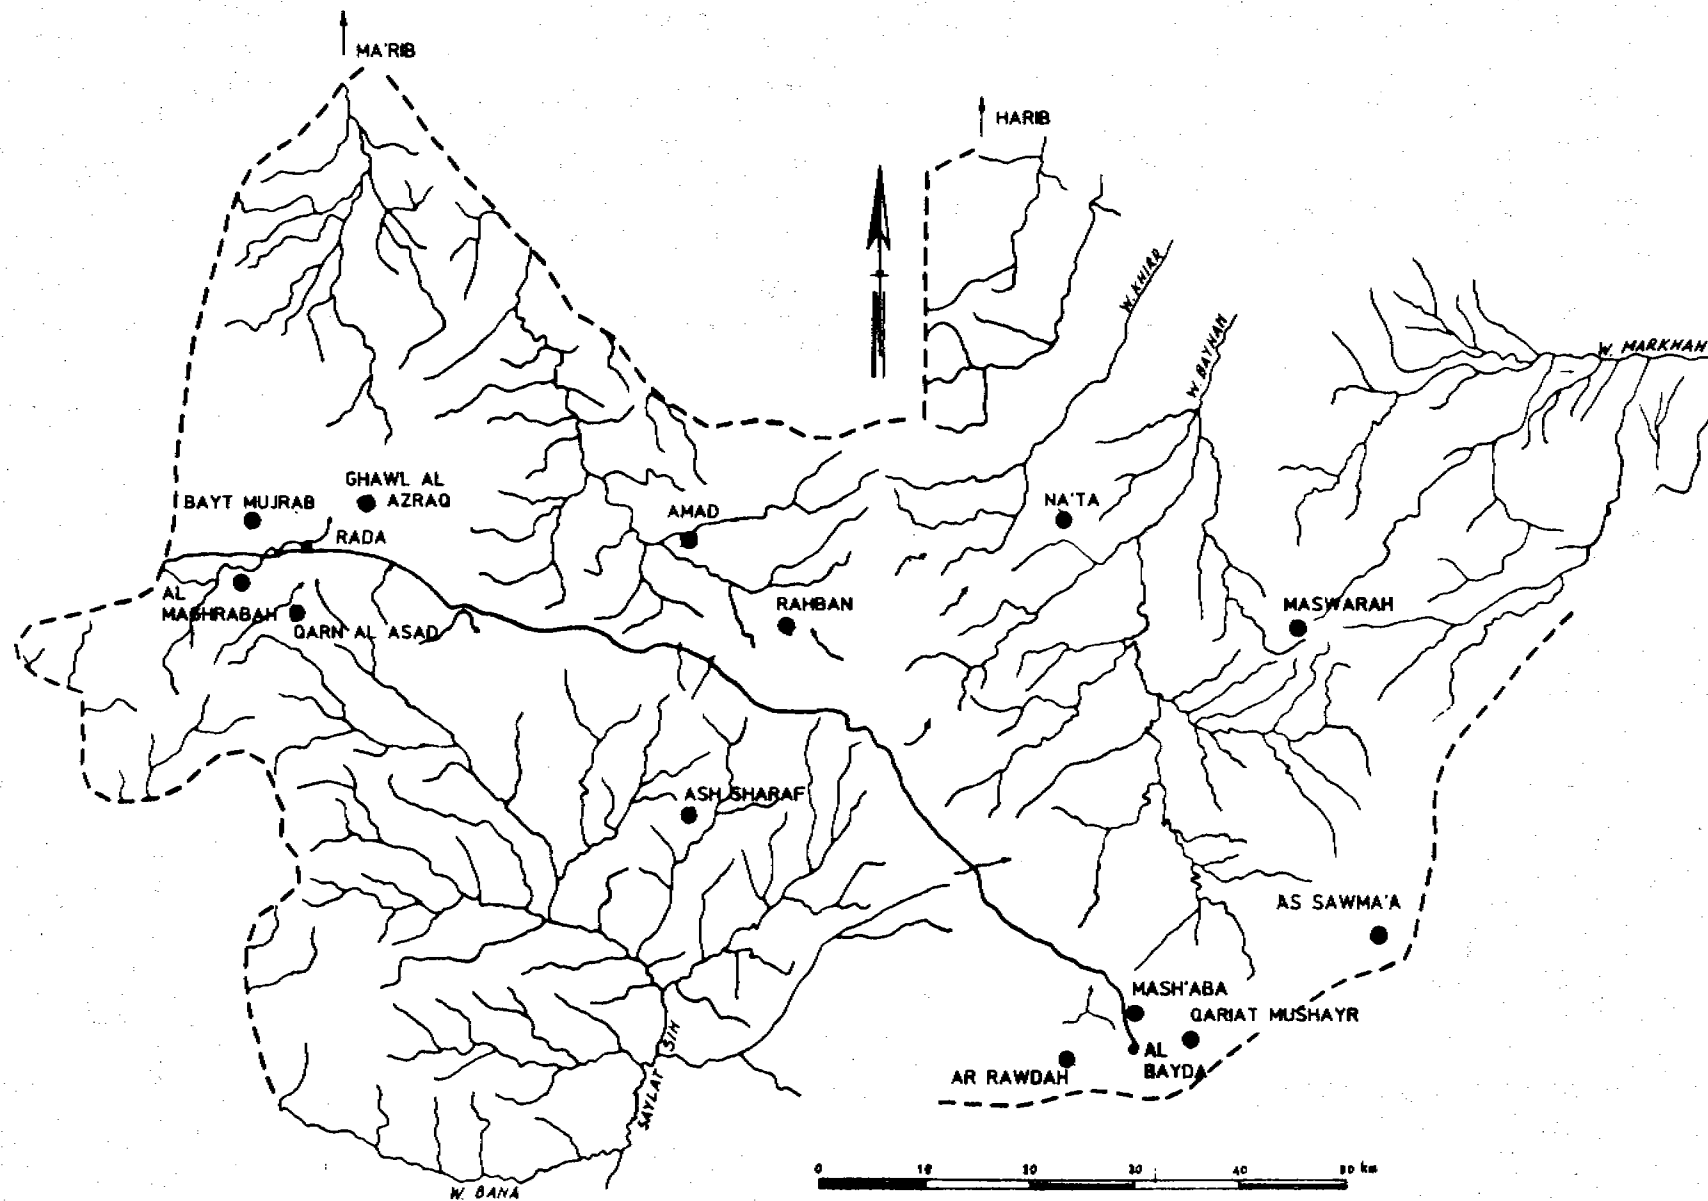 MA'RIB
HARIB
W. KHIRR
W. BAYHAN
W. MARKHAH
GHAWL AL
AZRAQ
BAYT MUJRAB
RADA
AMAD
NA'TA
AL
MASHRABAH
QARN AL ASAD
RAHBAN
MASWARAH
ASH SHARAF
AS SAWMA'A
MASH'ABA
QARIAT MUSHAYR
AL
BAYDA
AR RAWDAH
SAYLAT SIH
W. BANA
0 10 20 30 40 50 km